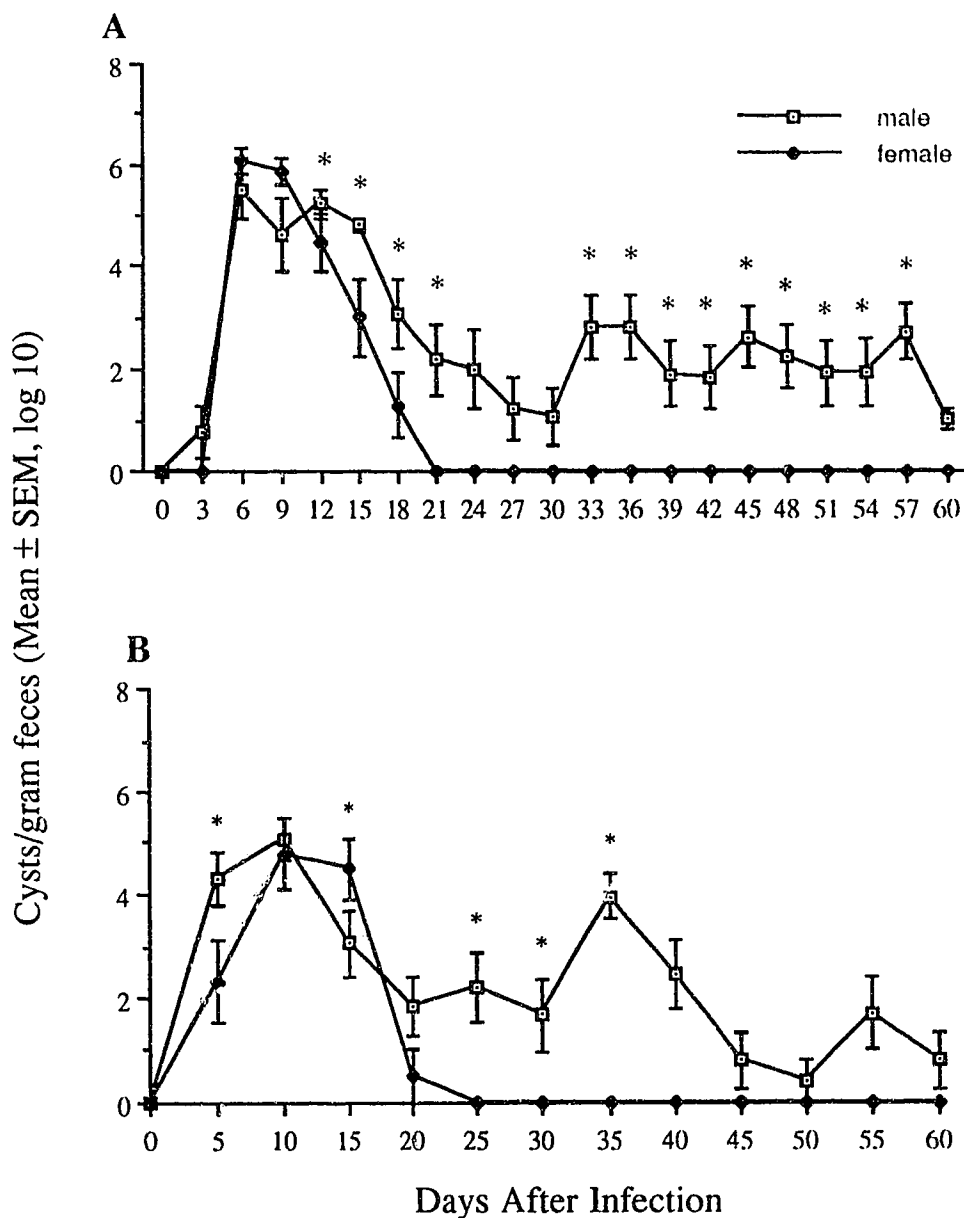 A
8
6
4
2
0
male
female
* * * * * * * * * * * * *
0 3 6 9 12 15 18 21 24 27 30 33 36 39 42 45 48 51 54 57 60
Cysts/gram feces (Mean ± SEM, log 10)
B
8
6
4
2
0
* * * * *
0 5 10 15 20 25 30 35 40 45 50 55 60
Days After Infection